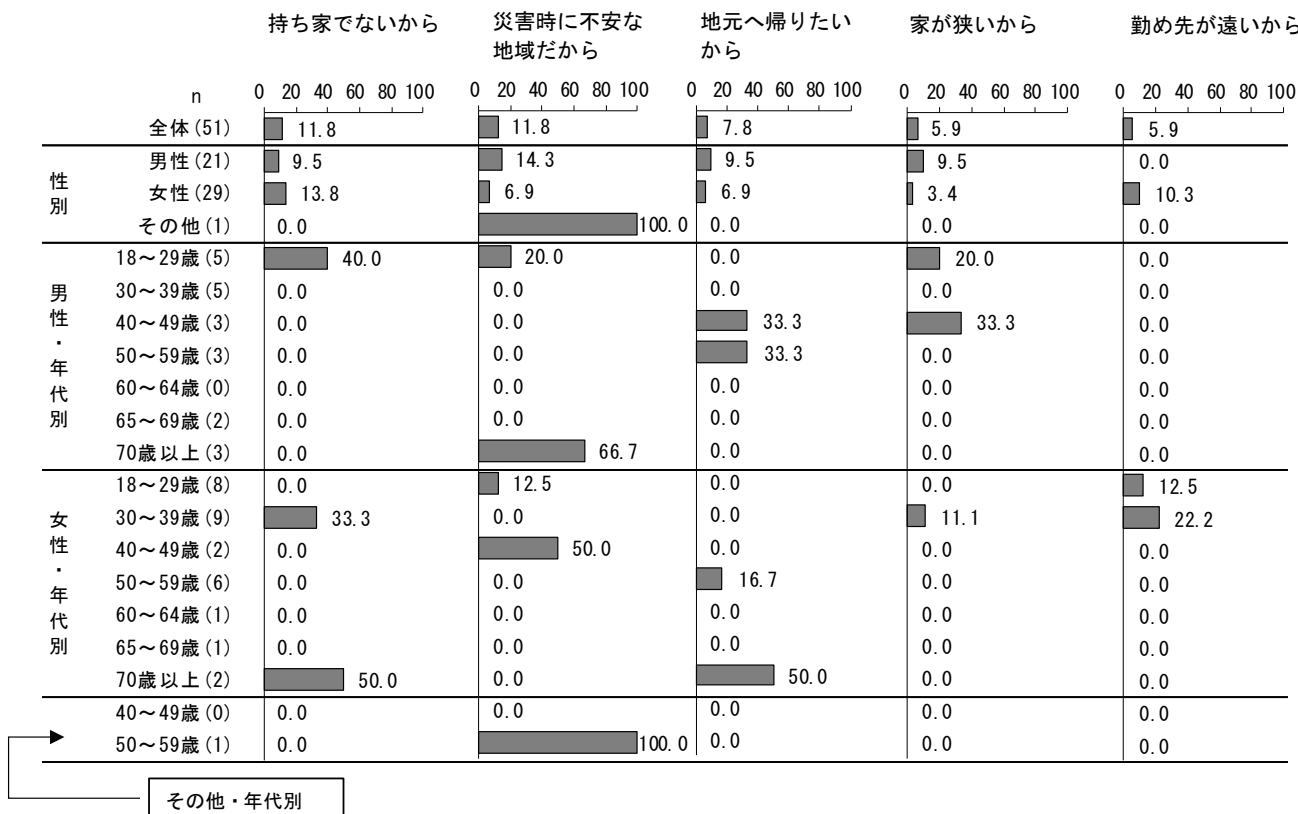 持ち家でないから 災害時に不安な 地元へ帰りたい 家が狭いから 勤め先が遠いから
地域だから から
n 0 20 40 60 80 100 0 20 40 60 80 100 0 20 40 60 80 100 0 20 40 60 80 100 0 20 40 60 80 100
全体(51) 11.8 11.8 7.8 5.9 5.9
性別
男性(21) 9.5 14.3 9.5 9.5 0.0
女性(29) 13.8 6.9 6.9 3.4 10.3
その他(1) 0.0 100.0 0.0 0.0 0.0
男性・年代別
18～29歳(5) 40.0 20.0 0.0 20.0 0.0
30～39歳(5) 0.0 0.0 0.0 0.0 0.0
40～49歳(3) 0.0 0.0 33.3 33.3 0.0
50～59歳(3) 0.0 0.0 33.3 0.0 0.0
60～64歳(0) 0.0 0.0 0.0 0.0 0.0
65～69歳(2) 0.0 0.0 0.0 0.0 0.0
70歳以上(3) 0.0 66.7 0.0 0.0 0.0
女性・年代別
18～29歳(8) 0.0 12.5 0.0 0.0 12.5
30～39歳(9) 33.3 0.0 0.0 11.1 22.2
40～49歳(2) 0.0 50.0 0.0 0.0 0.0
50～59歳(6) 0.0 0.0 16.7 0.0 0.0
60～64歳(1) 0.0 0.0 0.0 0.0 0.0
65～69歳(1) 0.0 0.0 0.0 0.0 0.0
70歳以上(2) 50.0 0.0 50.0 0.0 0.0
40～49歳(0) 0.0 0.0 0.0 0.0 0.0
50～59歳(1) 0.0 100.0 0.0 0.0 0.0
その他・年代別